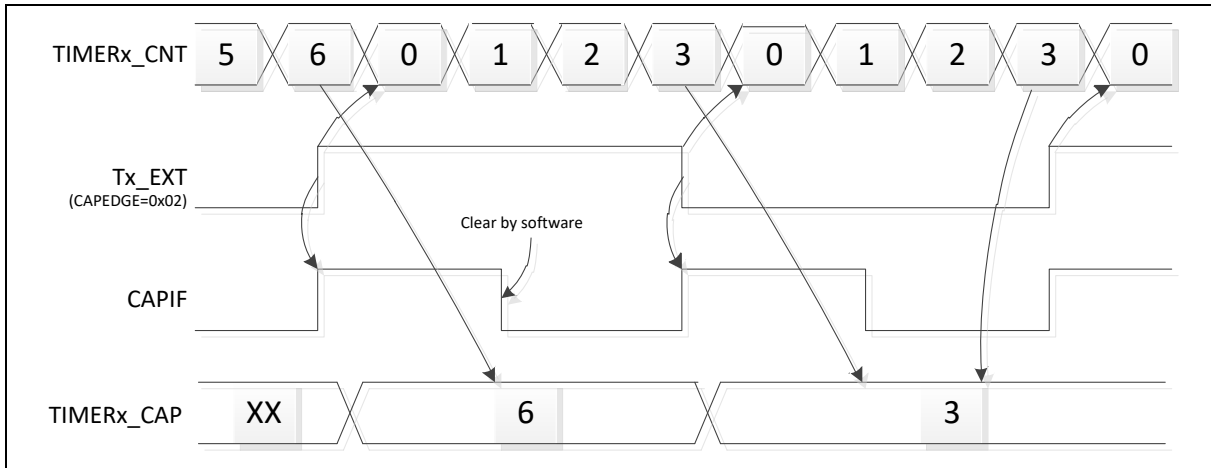 TIMERx_CNT 5 6 0 1 2 3 0 1 2 3 0
Tx_EXT
(CAPEDGE=0x02)
Clear by software
CAPIF
TIMERx_CAP XX 6 3